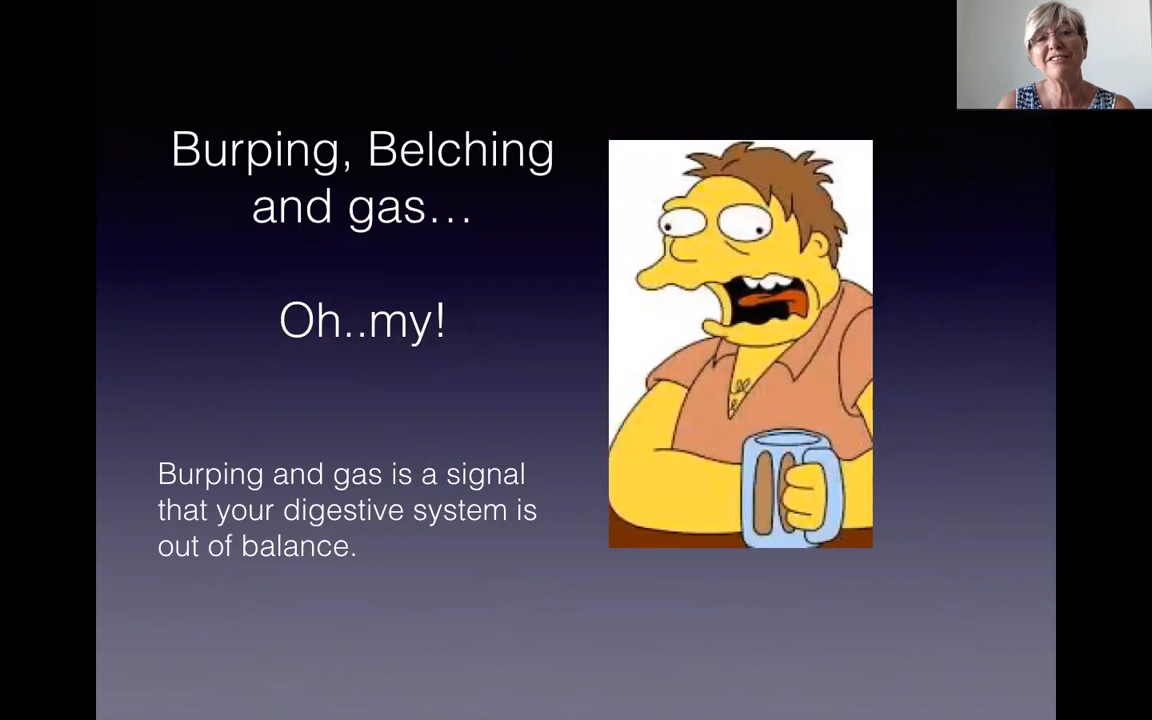 Burping, Belching
and gas...
Oh..my!
Burping and gas is a signal
that your digestive system is
out of balance.